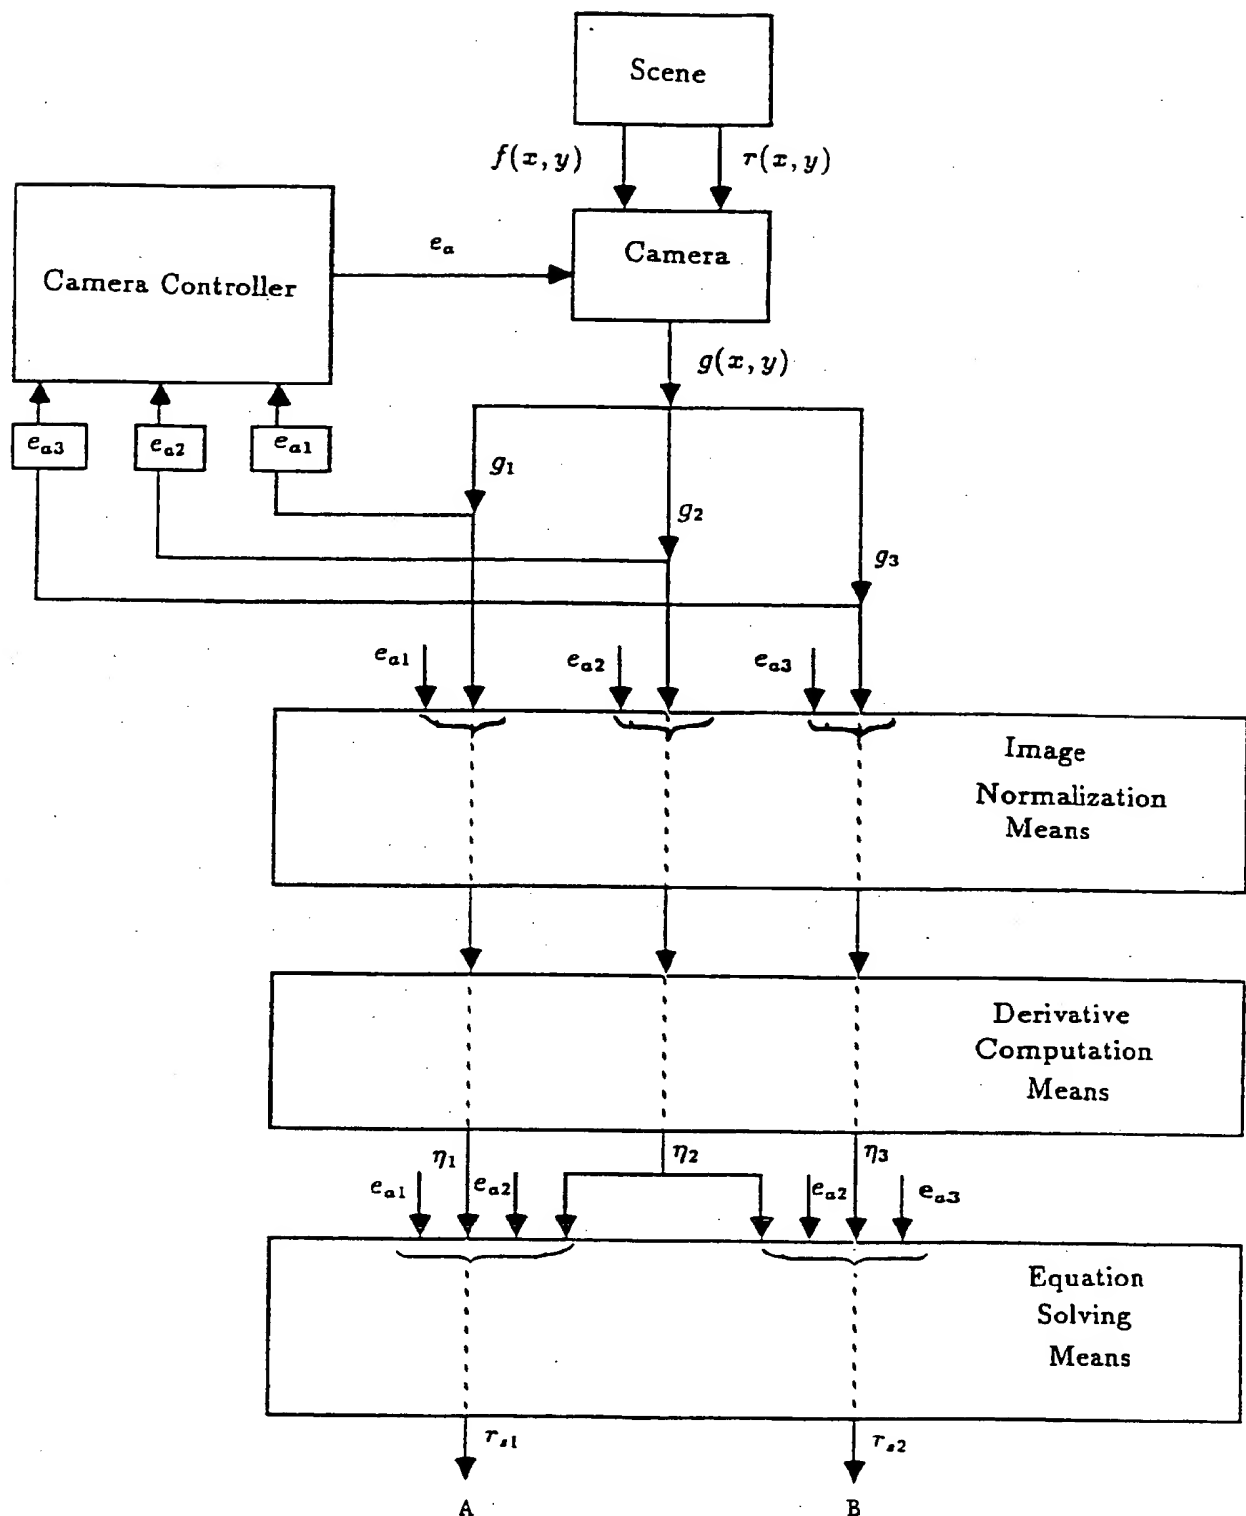 Scene
f(x, y)
r(x, y)
Camera Controller
e_a
Camera
g(x, y)
e_a3
e_a2
e_a1
g_1
g_2
g_3
e_a1
e_a2
e_a3
Image
Normalization
Means
Derivative
Computation
Means
η_1
η_2
η_3
e_a1
e_a2
e_a2
e_a3
Equation
Solving
Means
r_s1
r_s2
A
B